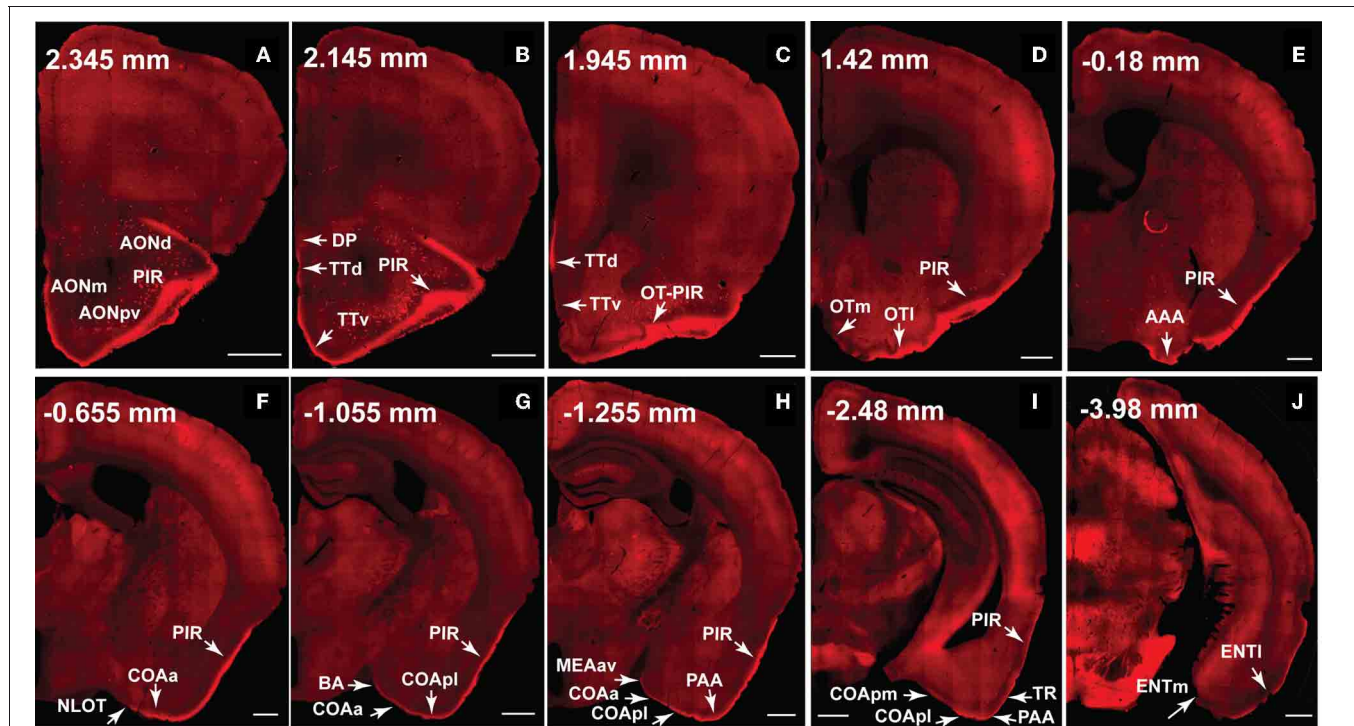 2.345 mm
A
AONd
AONm
PIR
AONpv
2.145 mm
B
DP
TTd
PIR
TTv
1.945 mm
C
TTd
OT-PIR
TTv
1.42 mm
D
PIR
OTm
OTl
-0.18 mm
E
PIR
AAA
-0.655 mm
F
PIR
COAa
NLOT
-1.055 mm
G
PIR
BA
COApl
COAa
-1.255 mm
H
PIR
MEAav
PAA
COAa
COApl
-2.48 mm
I
PIR
COApm
TR
COApl
PAA
-3.98 mm
J
ENTl
ENTm